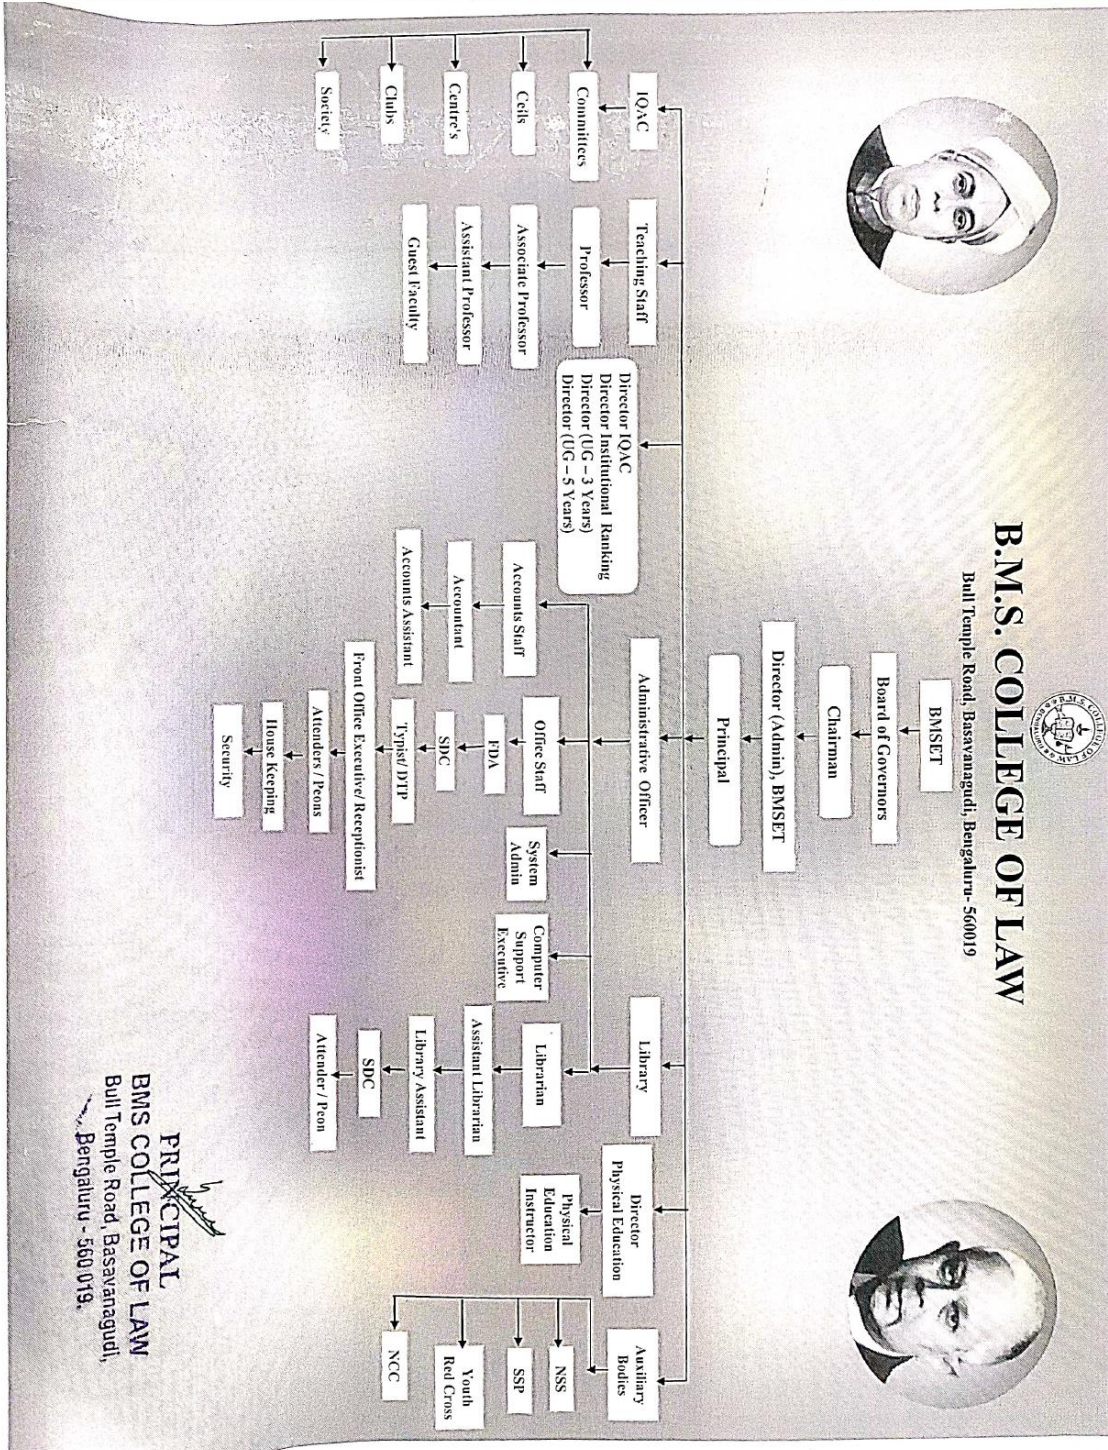 B.M.S. COLLEGE OF LAW
Bull Temple Road, Basavanagudi, Bengaluru- 560019
BMSET
Board of Governors
Chairman
Director (Admin), BMSET
Principal
IQAC
Committees
Cells
Centre's
Clubs
Society
Teaching Staff
Professor
Associate Professor
Assistant Professor
Guest Faculty
Director IQAC
Director Institutional Ranking
Director (UG – 3 Years)
Director (UG – 5 Years)
Administrative Officer
Accounts Staff
Accountant
Accounts Assistant
Office Staff
FDA
SDC
Typist/ DTP
Front Office Executive/ Receptionist
Attenders / Peons
House Keeping
Security
System
Admin
Computer
Support
Executive
Library
Librarian
Assistant Librarian
Library Assistant
SDC
Attender / Peon
Director
Physical Education
Physical
Education
Instructor
Auxiliary
Bodies
NSS
SSP
Youth
Red Cross
NCC
PRINCIPAL
BMS COLLEGE OF LAW
Bull Temple Road, Basavanagudi,
Bengaluru - 560 019.